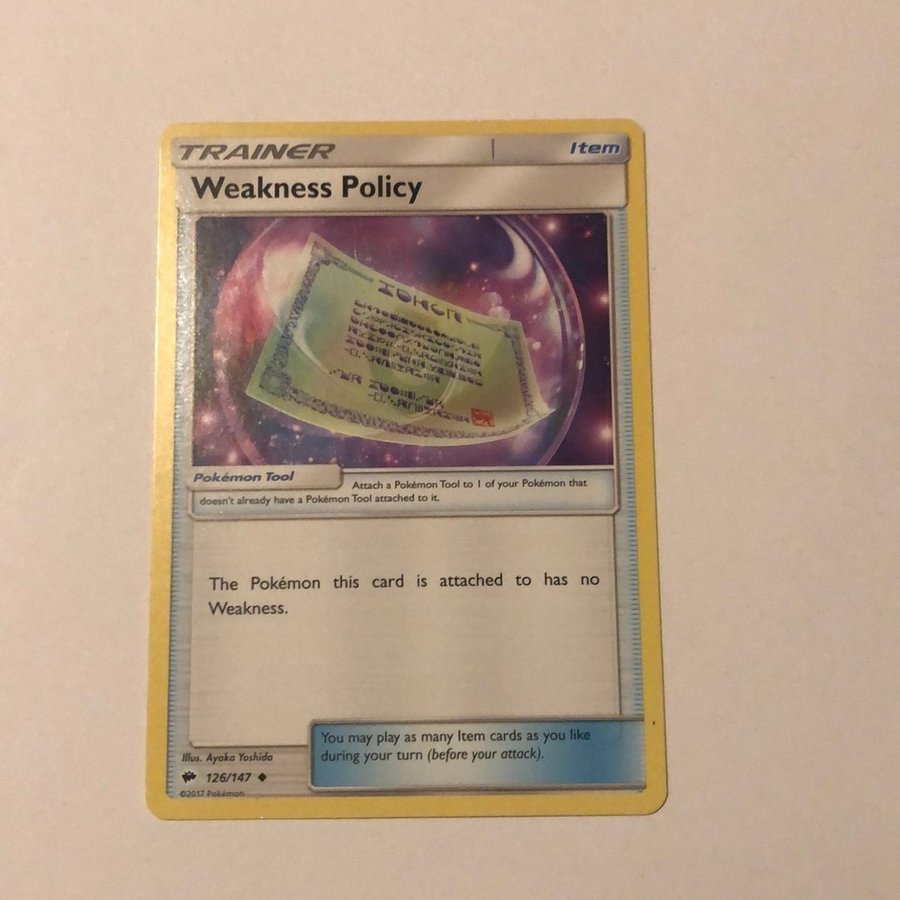 TRAINER Item
Weakness Policy
Pokémon Tool
Attach a Pokémon Tool to 1 of your Pokémon that
doesn't already have a Pokémon Tool attached to it.
The Pokémon this card is attached to has no
Weakness.
You may play as many Item cards as you like
during your turn (before your attack).
Illus. Ayaka Yoshida
126/147
©2017 Pokémon